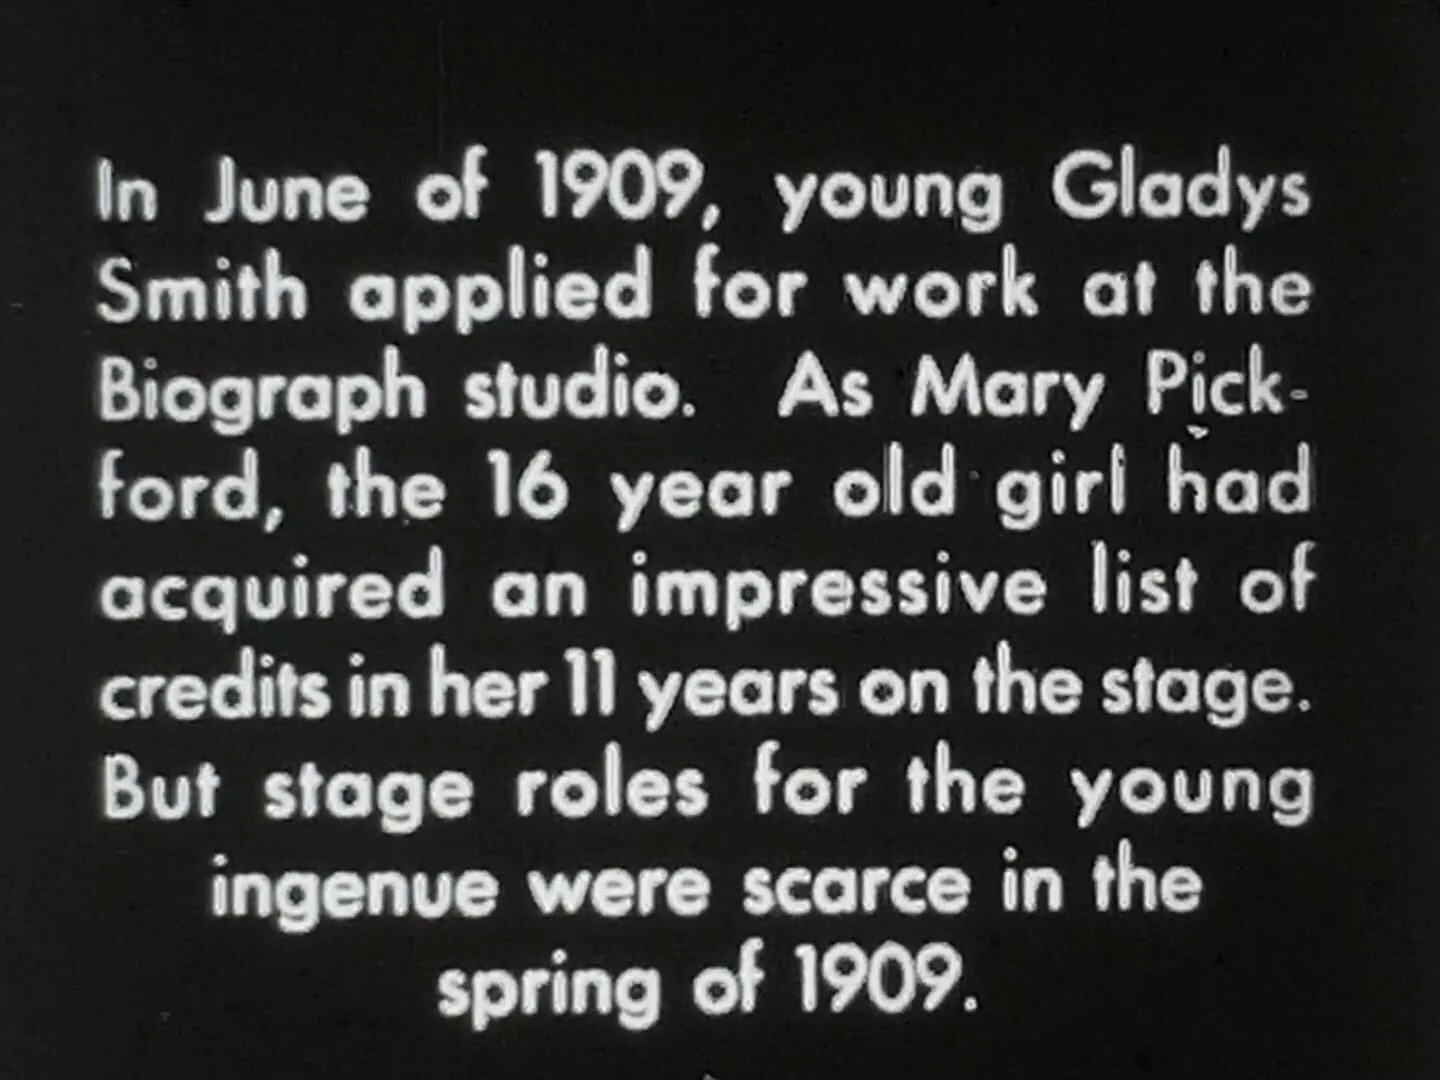 In June of 1909, young Gladys
Smith applied for work at the
Biograph studio. As Mary Pick-
ford, the 16 year old girl had
acquired an impressive list of
credits in her 11 years on the stage.
But stage roles for the young
ingenue were scarce in the
spring of 1909.